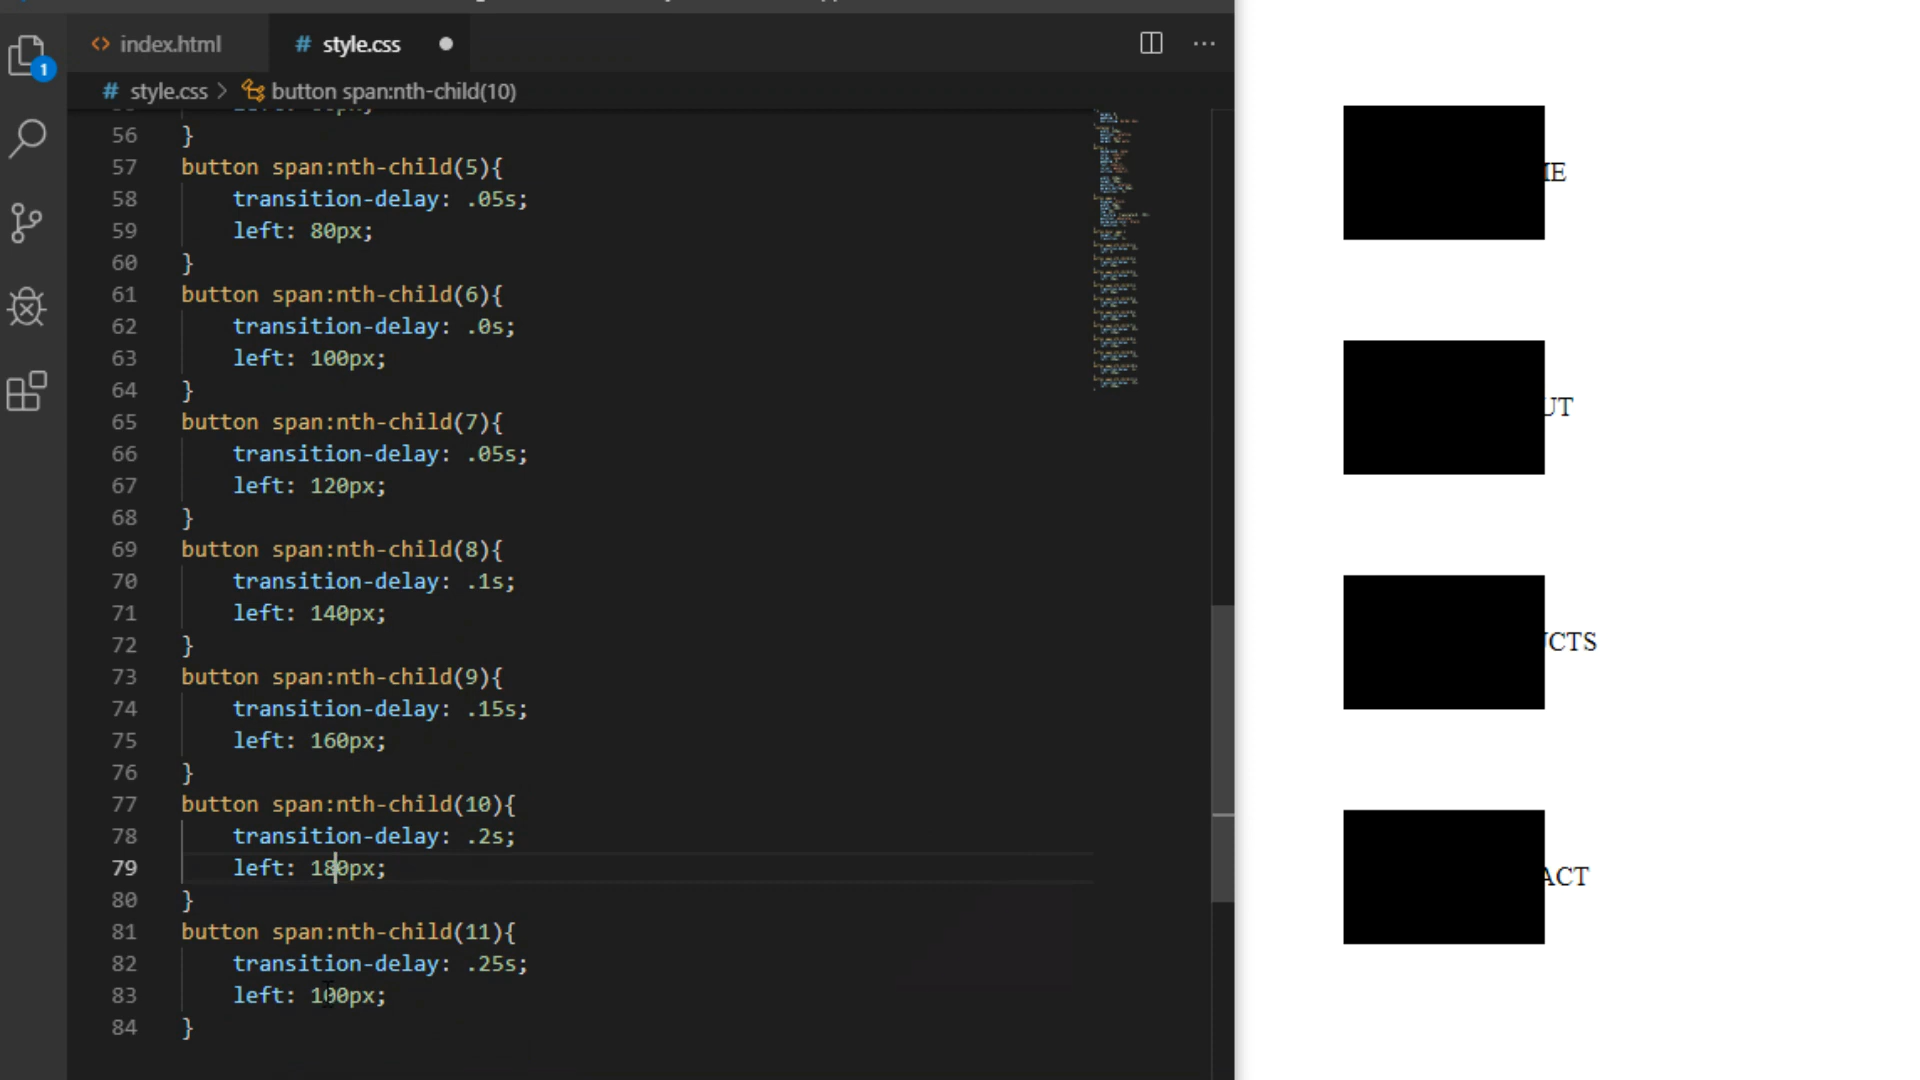 index.html
style.css
1
style.css > button span:nth-child(10)
56 }
57 button span:nth-child(5){
58 transition-delay: .05s;
59 left: 80px;
60 }
61 button span:nth-child(6){
62 transition-delay: .0s;
63 left: 100px;
64 }
65 button span:nth-child(7){
66 transition-delay: .05s;
67 left: 120px;
68 }
69 button span:nth-child(8){
70 transition-delay: .1s;
71 left: 140px;
72 }
73 button span:nth-child(9){
74 transition-delay: .15s;
75 left: 160px;
76 }
77 button span:nth-child(10){
78 transition-delay: .2s;
79 left: 180px;
80 }
81 button span:nth-child(11){
82 transition-delay: .25s;
83 left: 100px;
84 }
UT
CTS
ACT